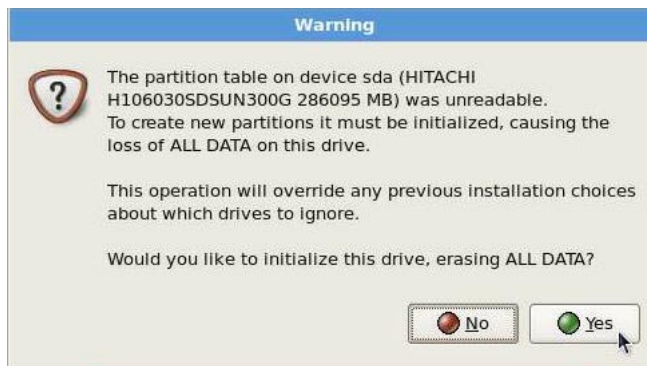 Warning
The partition table on device sda (HITACHI
H106030SDSUN300G 286095 MB) was unreadable.
To create new partitions it must be initialized, causing the
loss of ALL DATA on this drive.
This operation will override any previous installation choices
about which drives to ignore.
Would you like to initialize this drive, erasing ALL DATA?
No
Yes